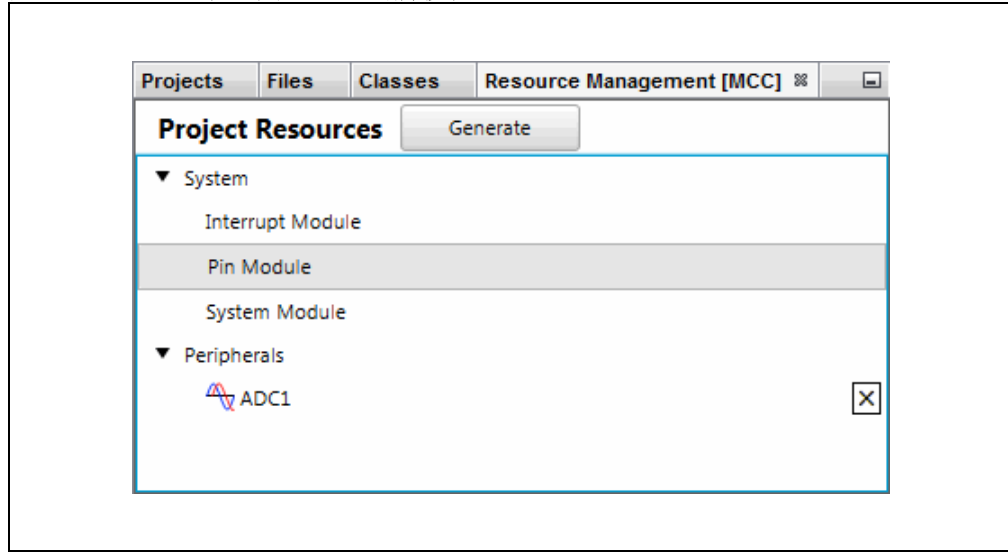 Projects Files Classes Resource Management [MCC]
Project Resources Generate
System
Interrupt Module
Pin Module
System Module
Peripherals
ADC1